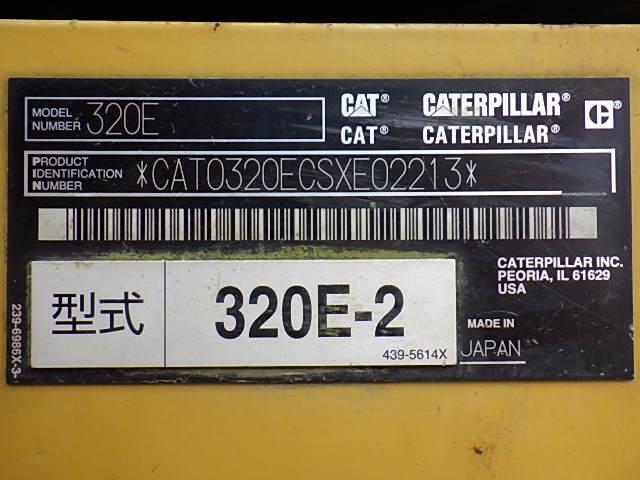 MODEL NUMBER 320E
CAT® CATERPILLAR®
CAT® CATERPILLAR®
PRODUCT IDENTIFICATION NUMBER *CAT0320ECSXE02213*
CATERPILLAR INC.
PEORIA, IL 61629
USA
型式 320E-2
439-5614X
MADE IN
JAPAN
239-6986X-3-